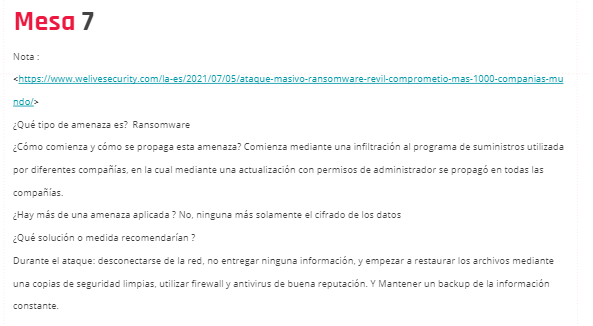 Mesa 7
Nota :
<https://www.welivesecurity.com/la-es/2021/07/05/ataque-masivo-ransomware-revil-comprometio-mas-1000-companias-mu
ndo/>
¿Qué tipo de amenaza es? Ransomware
¿Cómo comienza y cómo se propaga esta amenaza? Comienza mediante una infiltración al programa de suministros utilizada
por diferentes compañías, en la cual mediante una actualización con permisos de administrador se propagó en todas las
compañías.
¿Hay más de una amenaza aplicada ? No, ninguna más solamente el cifrado de los datos
¿Qué solución o medida recomendarían ?
Durante el ataque: desconectarse de la red, no entregar ninguna información, y empezar a restaurar los archivos mediante
una copias de seguridad limpias, utilizar firewall y antivirus de buena reputación. Y Mantener un backup de la información
constante.